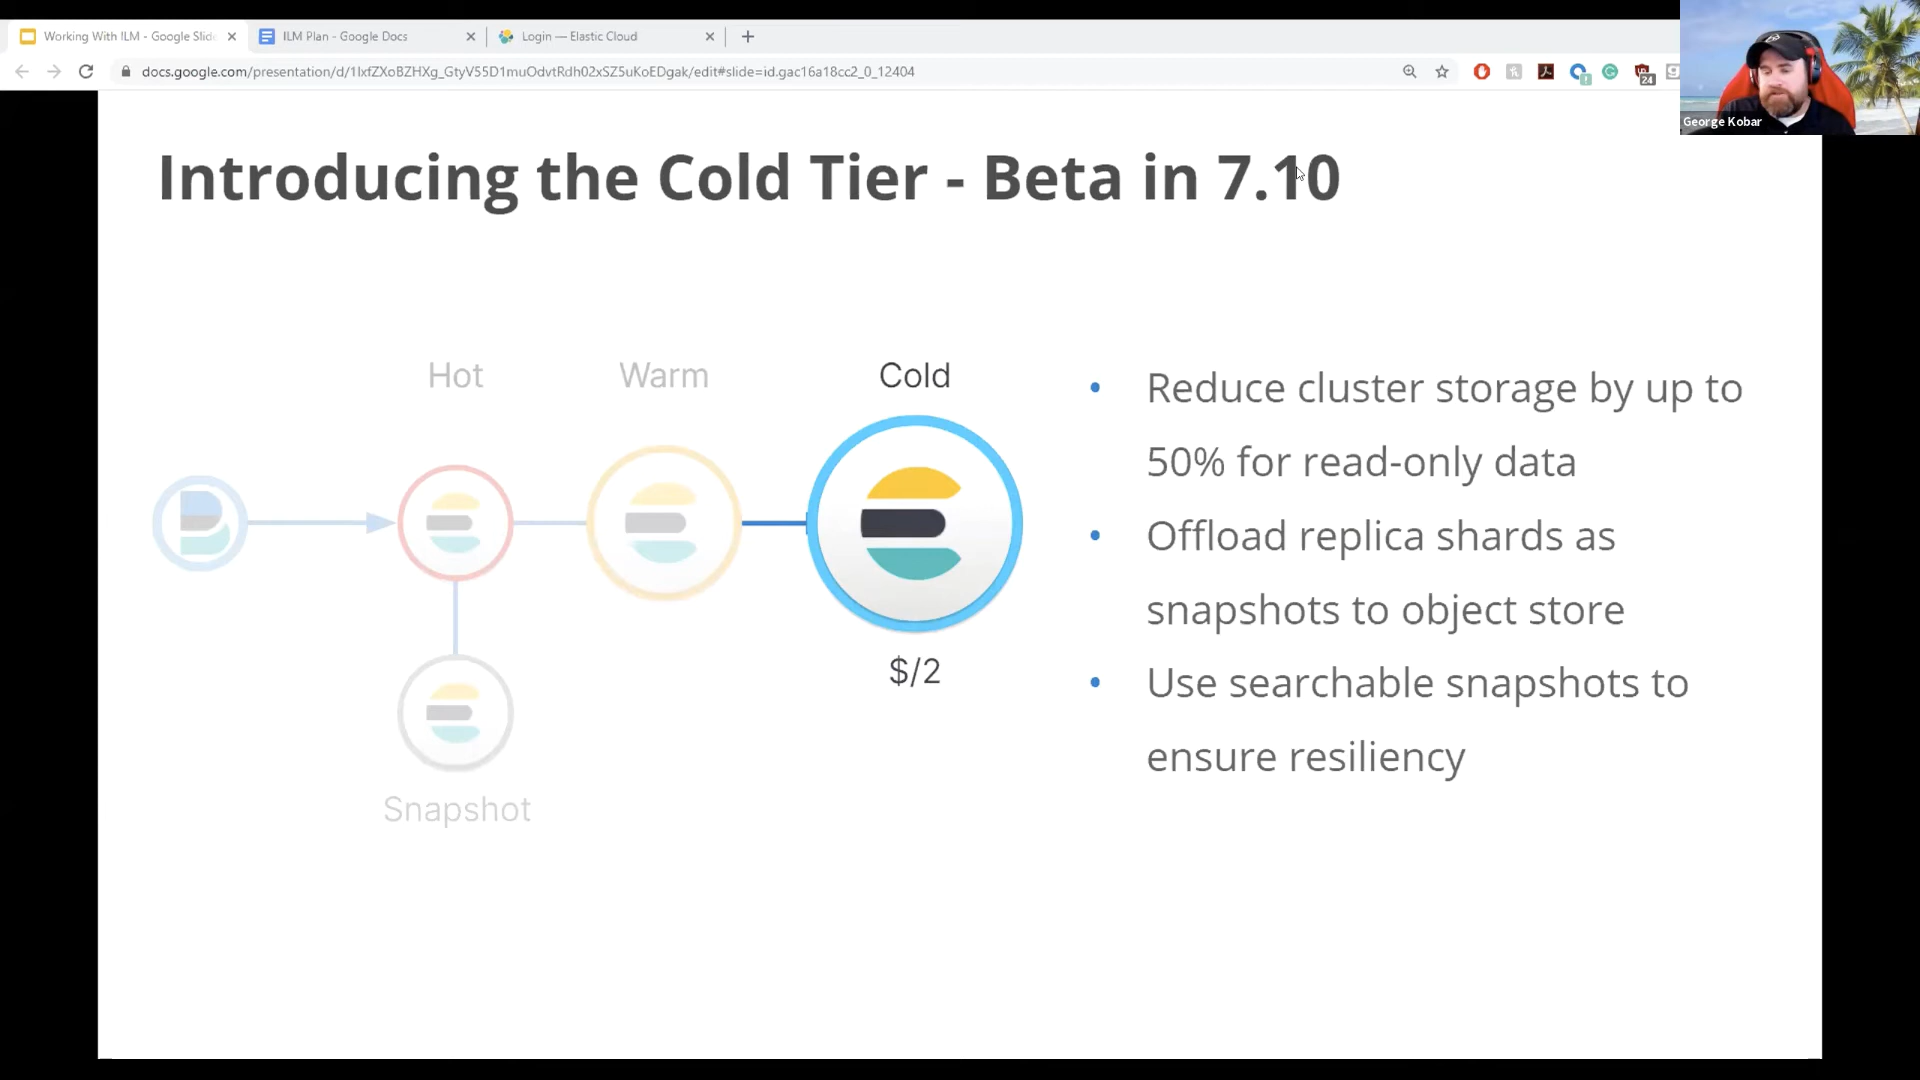 Working With ILM - Google Slide
ILM Plan - Google Docs
Login — Elastic Cloud
docs.google.com/presentation/d/1lxfZXoBZHXg_GtyV55D1muOdvtRdh02xSZ5uKoEDgak/edit#slide=id.gac16a18cc2_0_12404
24
George Kobar
Introducing the Cold Tier - Beta in 7.10
Hot
Warm
Cold
$/2
Snapshot
• Reduce cluster storage by up to
50% for read-only data
• Offload replica shards as
snapshots to object store
• Use searchable snapshots to
ensure resiliency